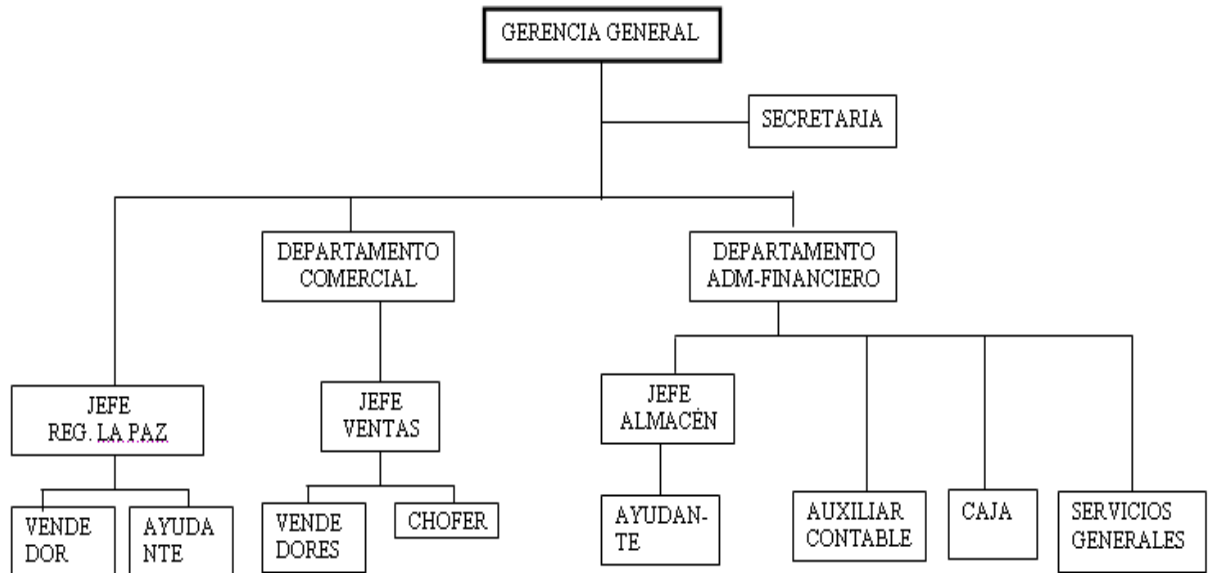 GERENCIA GENERAL
SECRETARIA
DEPARTAMENTO
COMERCIAL
DEPARTAMENTO
ADM-FINANCIERO
JEFE
REG. LA PAZ
JEFE
VENTAS
JEFE
ALMACÉN
VENDE
DOR
AYUDA
NTE
VENDE
DORES
CHOFER
AYUDAN-
TE
AUXILIAR
CONTABLE
CAJA
SERVICIOS
GENERALES